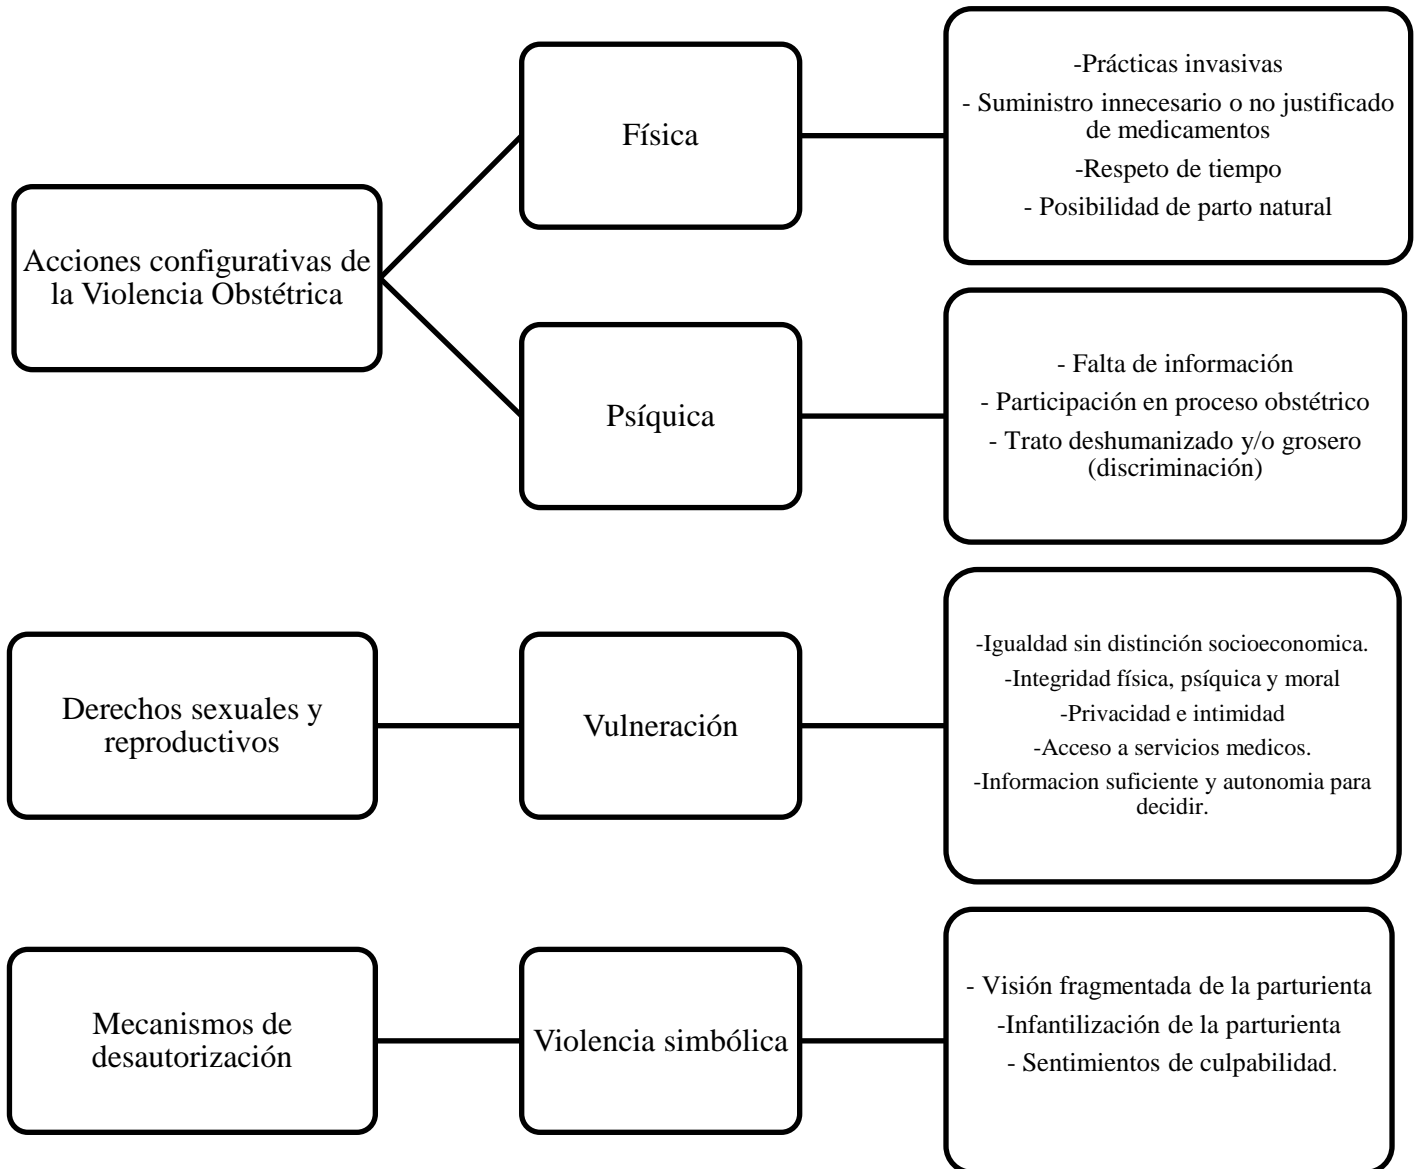 Acciones configurativas de
la Violencia Obstétrica
Física
-Prácticas invasivas
- Suministro innecesario o no justificado
de medicamentos
-Respeto de tiempo
- Posibilidad de parto natural
Psíquica
- Falta de información
- Participación en proceso obstétrico
- Trato deshumanizado y/o grosero
(discriminación)
Derechos sexuales y
reproductivos
Vulneración
-Igualdad sin distinción socioeconomica.
-Integridad física, psíquica y moral
-Privacidad e intimidad
-Acceso a servicios medicos.
-Informacion suficiente y autonomia para
decidir.
Mecanismos de
desautorización
Violencia simbólica
- Visión fragmentada de la parturienta
-Infantilización de la parturienta
- Sentimientos de culpabilidad.